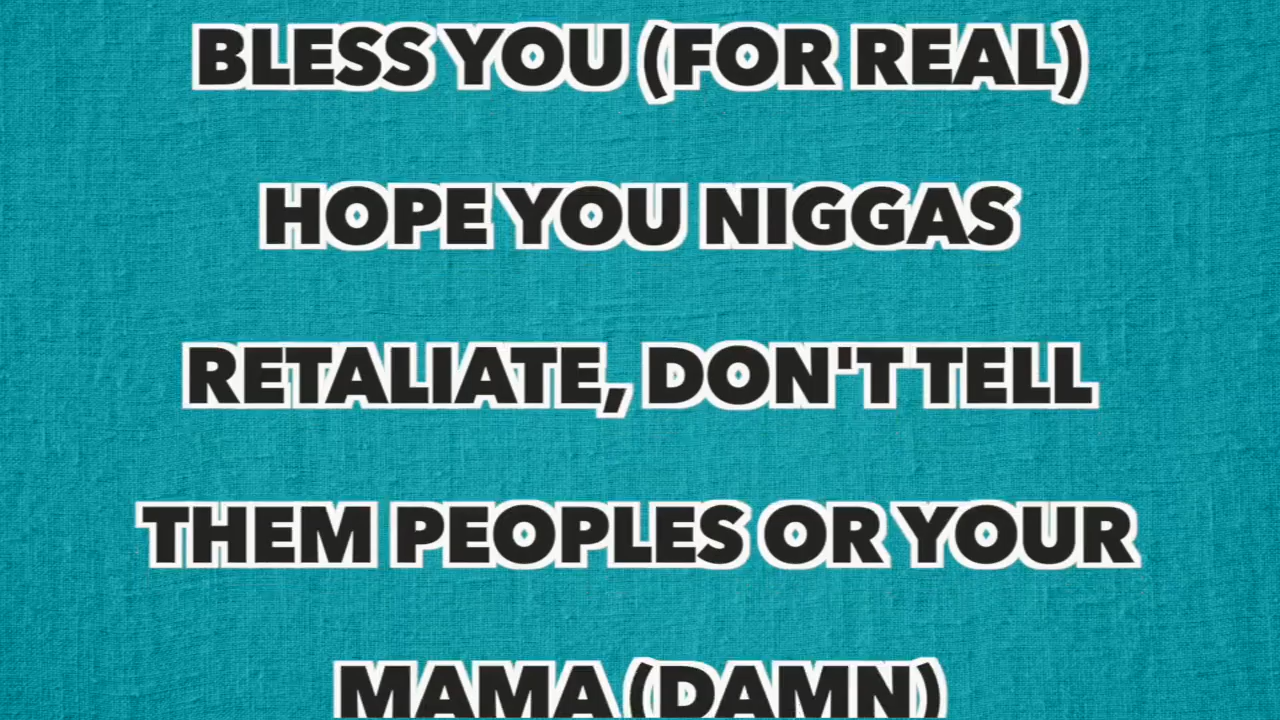 BLESS YOU (FOR REAL)
HOPE YOU NIGGAS
RETALIATE, DON'T TELL
THEM PEOPLES OR YOUR
MAMA (DAMN)